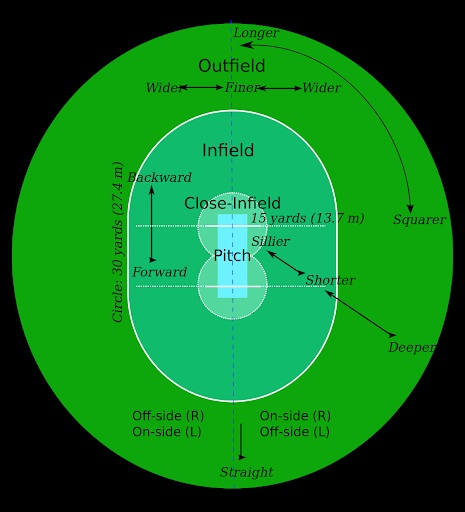 Longer
Outfield
Wider
Finer
Wider
Infield
Backward
Close-Infield
15 yards (13.7 m)
Squarer
Circle: 30 yards (27.4 m)
Sillier
Pitch
Forward
Shorter
Deeper
Off-side (R)
On-side (L)
On-side (R)
Off-side (L)
Straight